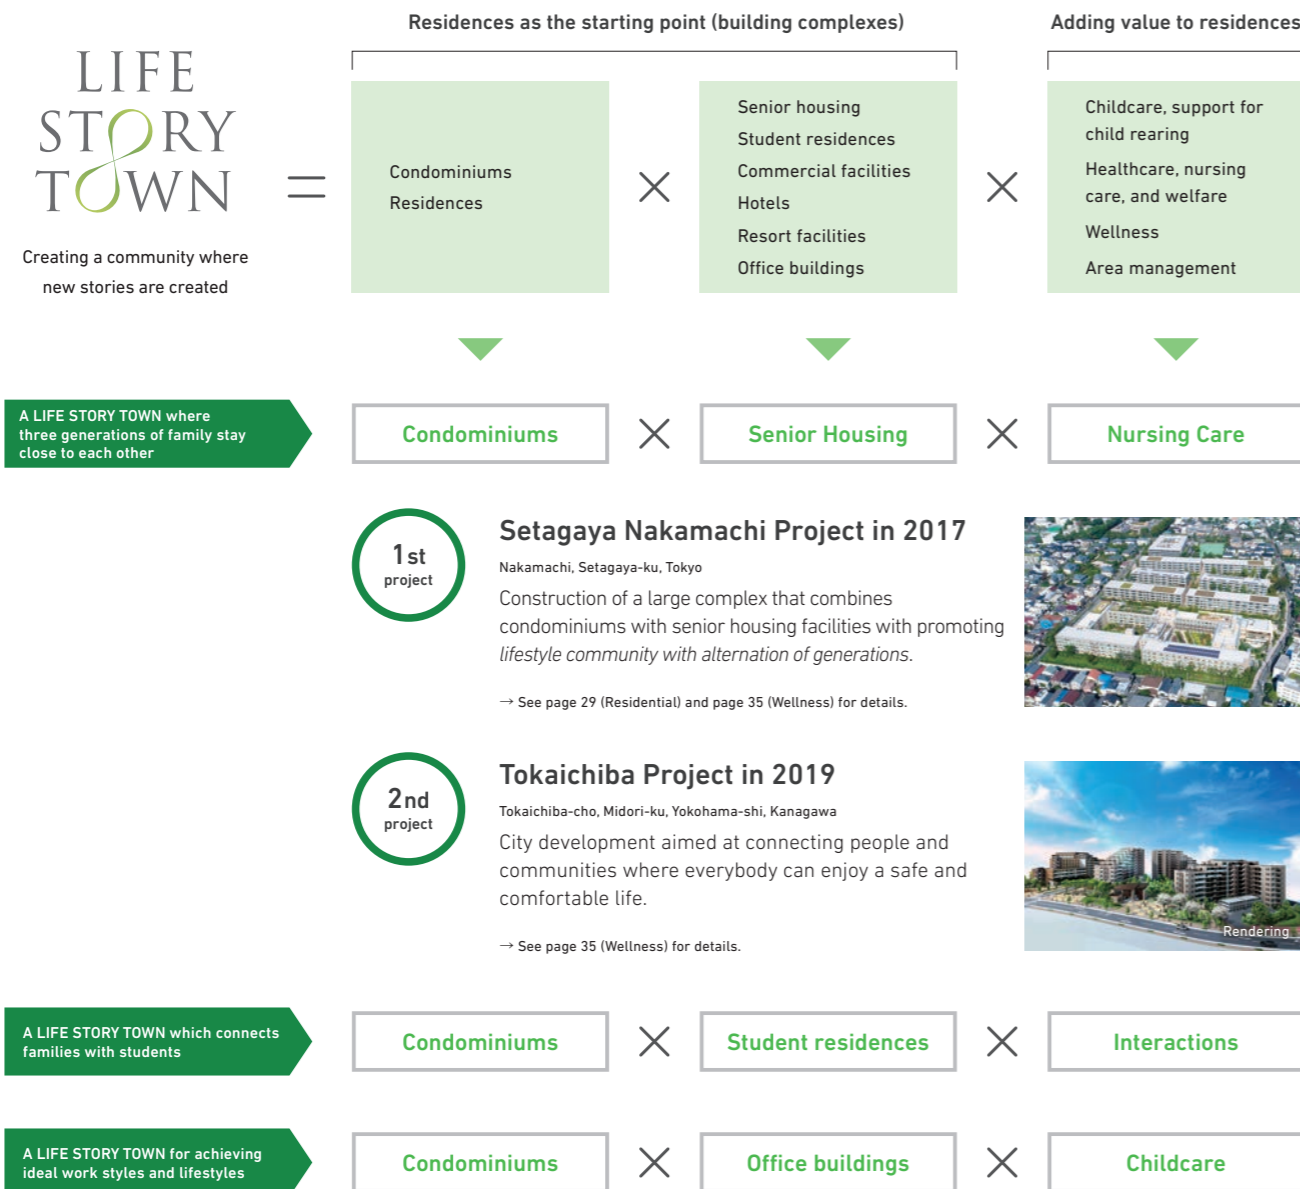 Residences as the starting point (building complexes)
Adding value to residences
LIFE
STORY
TOWN
Creating a community where
new stories are created
=
Condominiums
Residences
×
Senior housing
Student residences
Commercial facilities
Hotels
Resort facilities
Office buildings
×
Childcare, support for
child rearing
Healthcare, nursing
care, and welfare
Wellness
Area management
A LIFE STORY TOWN where
three generations of family stay
close to each other
Condominiums × Senior Housing × Nursing Care
1st
project
Setagaya Nakamachi Project in 2017
Nakamachi, Setagaya-ku, Tokyo
Construction of a large complex that combines
condominiums with senior housing facilities with promoting
lifestyle community with alternation of generations.
→ See page 29 (Residential) and page 35 (Wellness) for details.
2nd
project
Tokaichiba Project in 2019
Tokaichiba-cho, Midori-ku, Yokohama-shi, Kanagawa
City development aimed at connecting people and
communities where everybody can enjoy a safe and
comfortable life.
→ See page 35 (Wellness) for details.
Rendering
A LIFE STORY TOWN which connects
families with students
Condominiums × Student residences × Interactions
A LIFE STORY TOWN for achieving
ideal work styles and lifestyles
Condominiums × Office buildings × Childcare